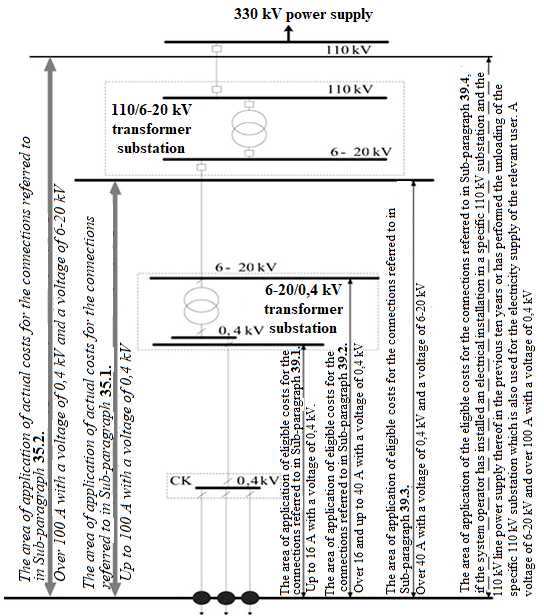 330 kV power supply
110 kV
110 kV
110/6-20 kV
transformer
substation
6- 20 kV
6- 20 kV
6-20/0,4 kV
transformer
substation
0,4 kV
CK
0,4kV
The area of application of actual costs for the connections referred to
in Sub-paragraph 35.2.
Over 100 A with a voltage of 0,4 kV and a voltage of 6-20 kV
The area of application of actual costs for the connections
referred to in Sub-paragraph 35.1.
Up to 100 A with a voltage of 0,4 kV
The area of application of eligible costs for the
connections referred to in Sub-paragraph 39.1.
Up to 16 A with a voltage of 0,4 kV.
The area of application of eligible costs for the
connections referred to in Sub-paragraph 39.2.
Over 16 and up to 40 A with a voltage of 0,4 kV
The area of application of eligible costs for the connections referred to in
Sub-paragraph 39.3.
Over 40 A with a voltage of 0,4 kV and a voltage of 6-20 kV
The area of application of the eligible costs for the connections referred to in Sub-paragraph 39.4,
if the system operator has installed an electrical installation in a specific 110 kV substation and the
110 kV line power supply thereof in the previous ten years or has performed the unloading of the
specific 110 kV substation which is also used for the electricity supply of the relevant user. A
voltage of 6-20 kV and over 100 A with a voltage of 0,4 kV